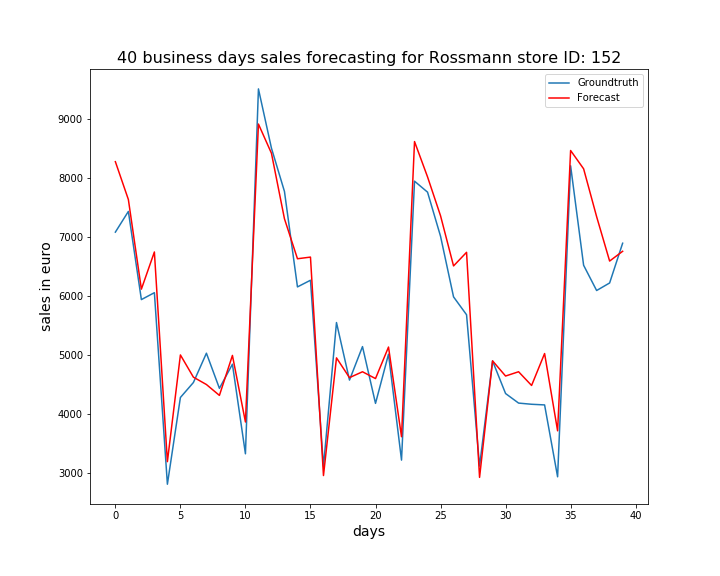 40 business days sales forecasting for Rossmann store ID: 152
Groundtruth
Forecast
9000
8000
7000
6000
5000
4000
3000
sales in euro
0 5 10 15 20 25 30 35 40
days